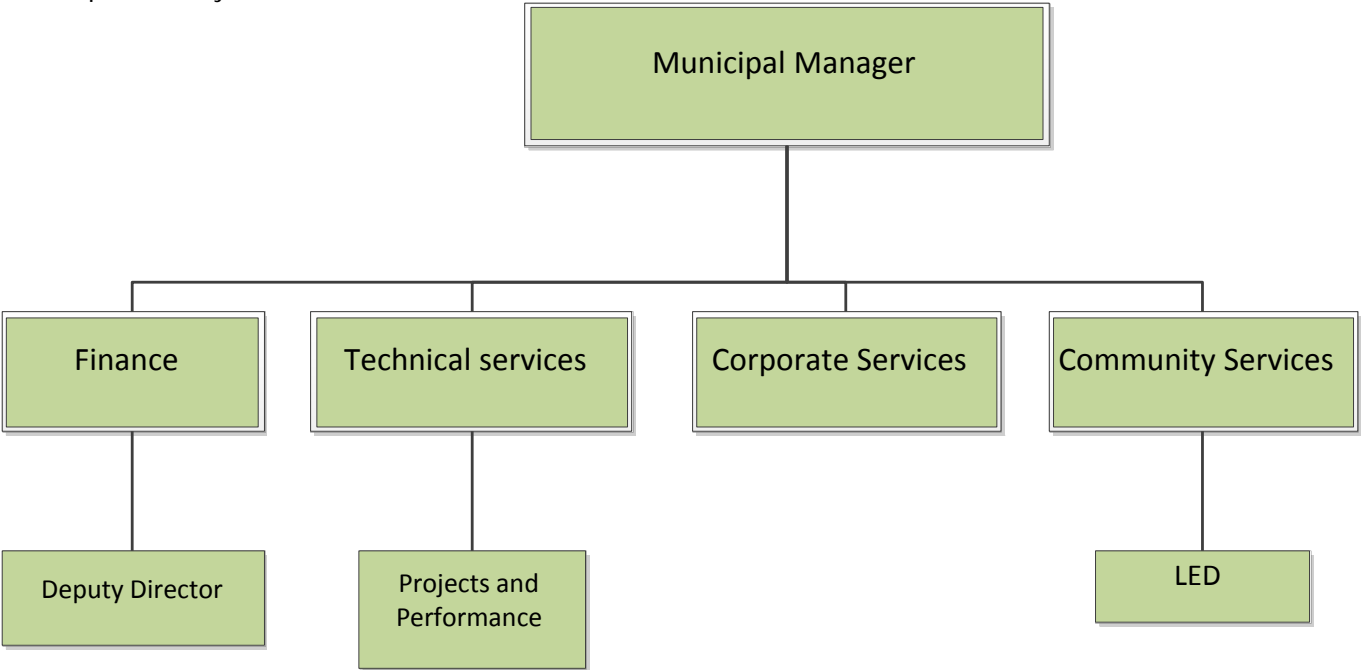 Municipal Manager
Finance
Technical services
Corporate Services
Community Services
Deputy Director
Projects and
Performance
LED